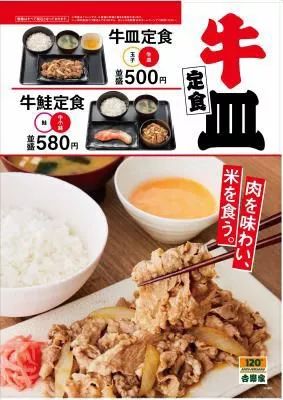 牛皿定食
玉子
牛皿
並盛500円
牛鮭定食
鮭
牛小鉢
並盛580円
牛皿
定食
肉を味わい、
米を食う。
120th
ANNIVERSARY
吉野家